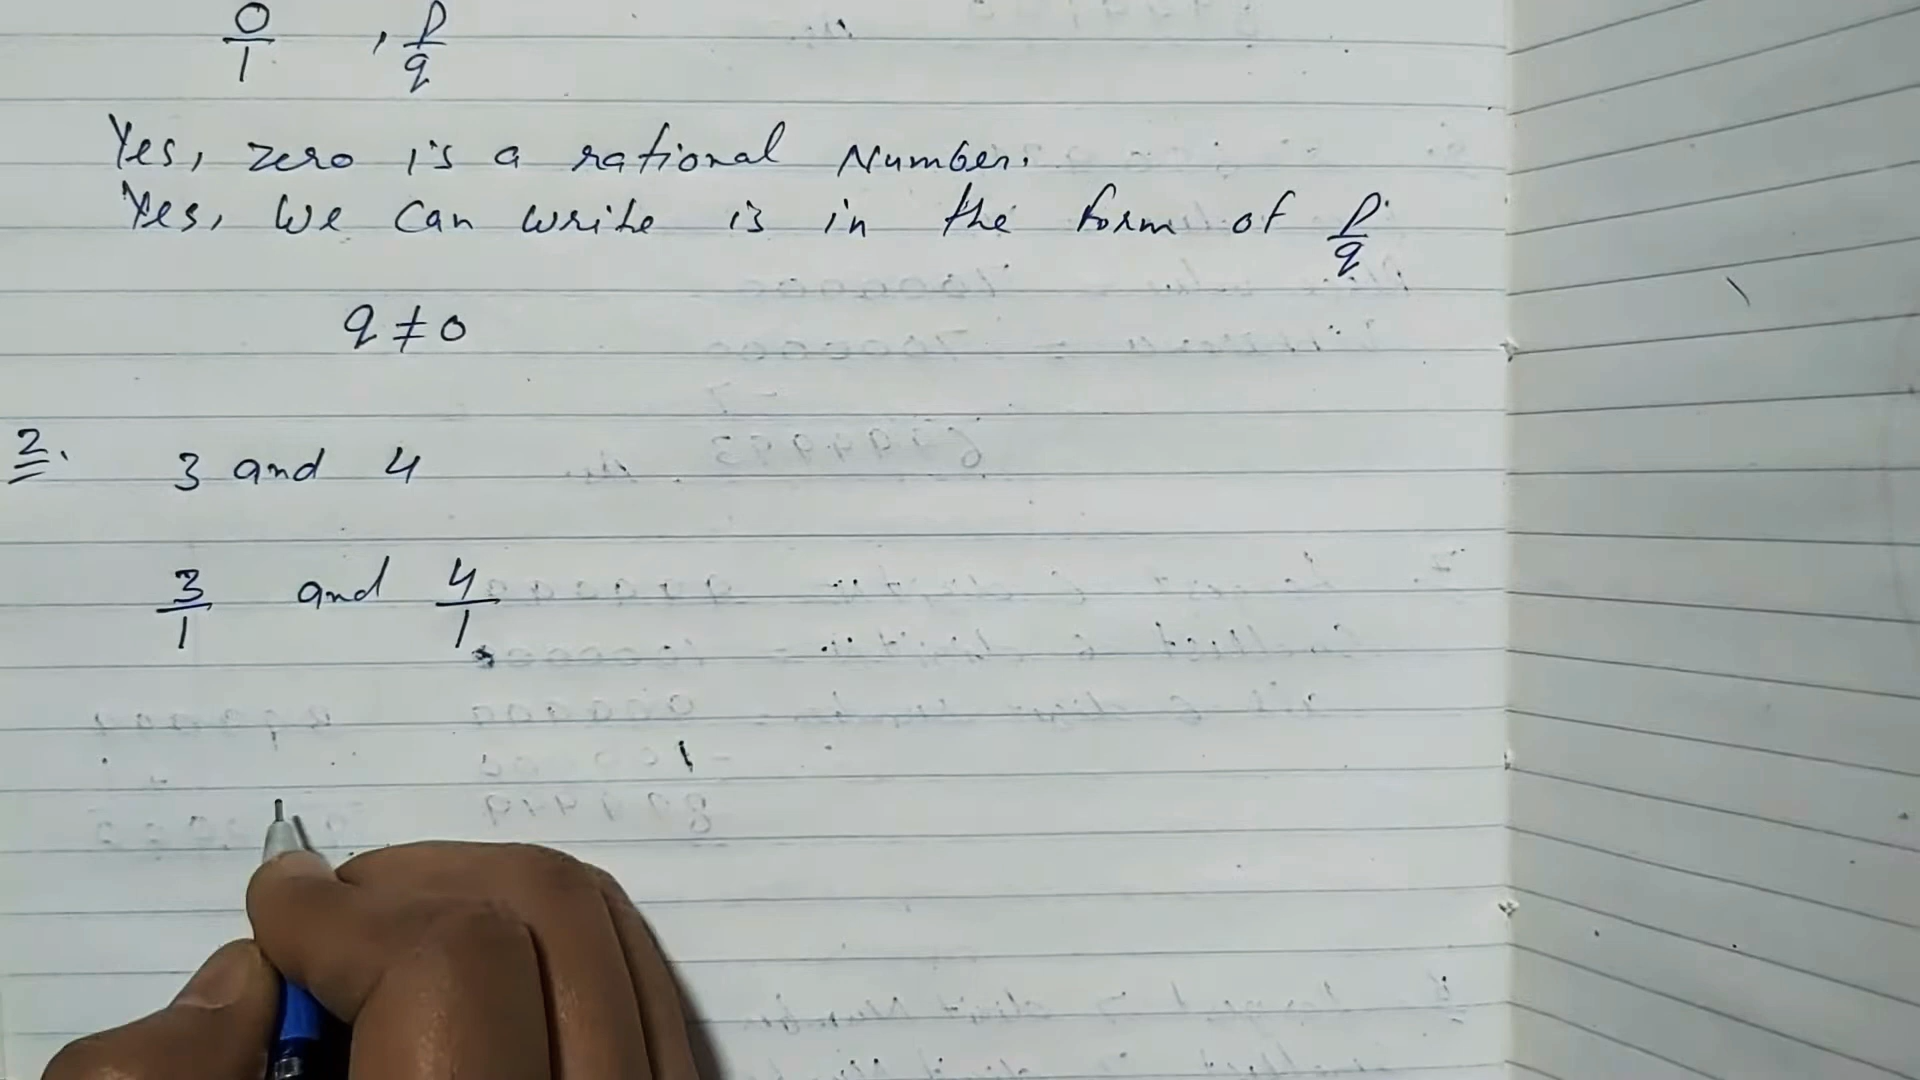 0/1 , p/q
Yes, zero is a rational Number.
Yes, We Can write is in the form of p/q
q ≠ 0
2. 3 and 4
3/1 and 4/1